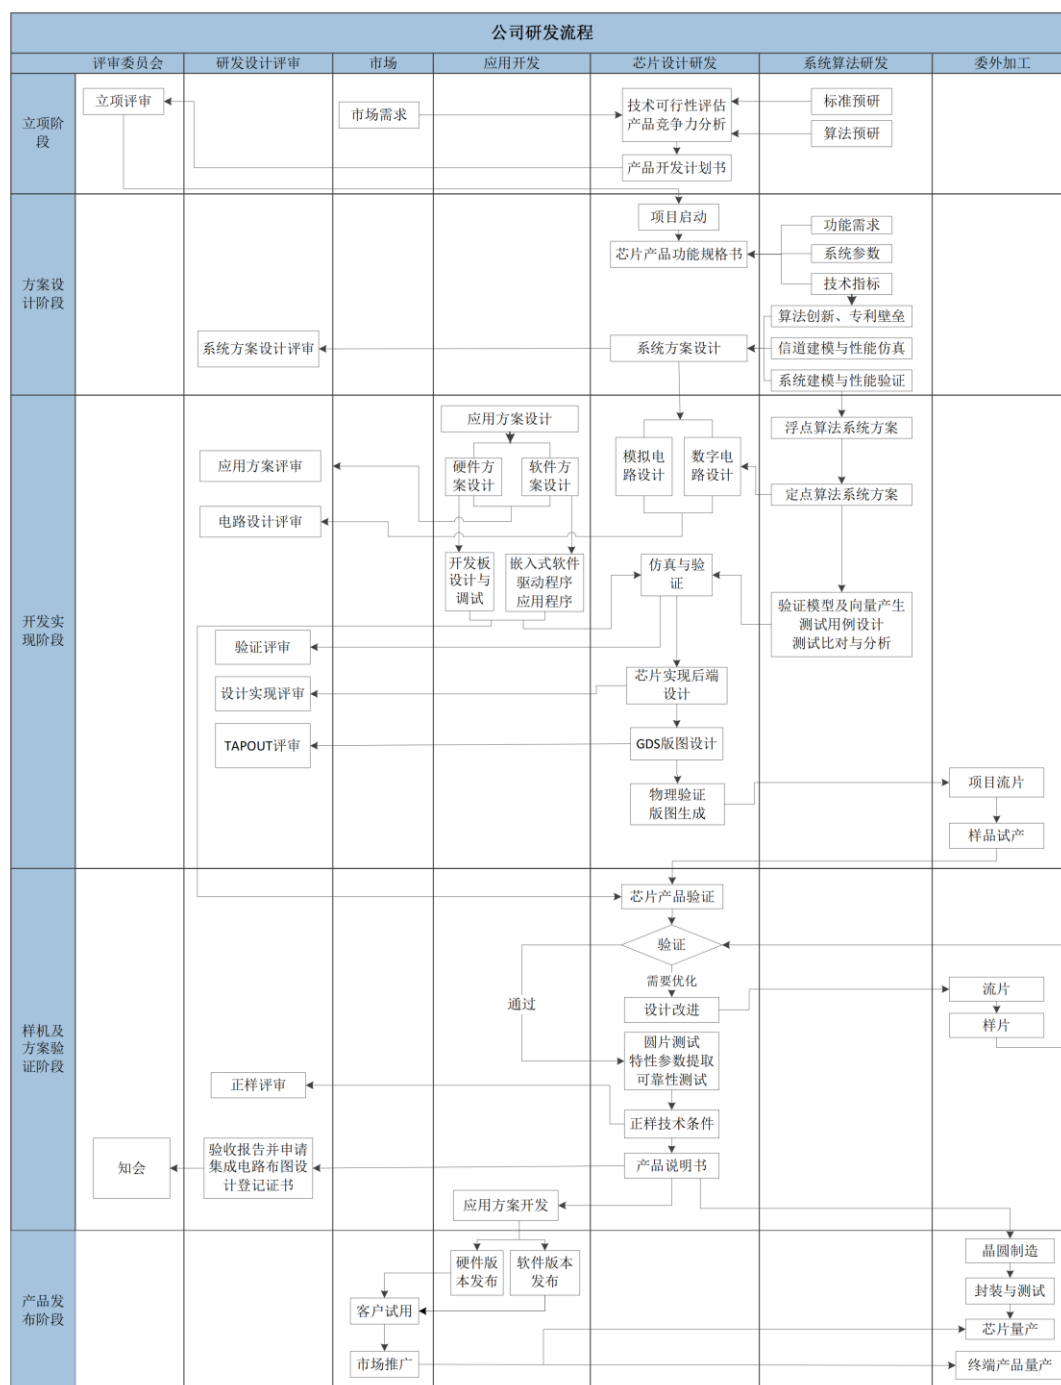 公司研发流程
评审委员会
研发设计评审
市场
应用开发
芯片设计研发
系统算法研发
委外加工
立项阶
段
立项评审
市场需求
技术可行性评估
产品竞争力分析
标准预研
算法预研
产品开发计划书
方案设
计阶段
项目启动
芯片产品功能规格书
功能需求
系统参数
技术指标
算法创新、专利壁垒
系统方案设计评审
系统方案设计
信道建模与性能仿真
系统建模与性能验证
开发实
现阶段
应用方案设计
浮点算法系统方案
应用方案评审
硬件方
案设计
软件方
案设计
模拟电
路设计
数字电
路设计
定点算法系统方案
电路设计评审
开发板
设计与
调试
嵌入式软件
驱动程序
应用程序
仿真与验
证
验证模型及向量产生
测试用例设计
测试比对与分析
验证评审
设计实现评审
芯片实现后端
设计
TAPOUT评审
GDS版图设计
物理验证
版图生成
项目流片
样品试产
样机及
方案验
证阶段
芯片产品验证
验证
需要优化
通过
设计改进
流片
样片
圆片测试
特性参数提取
可靠性测试
正样评审
正样技术条件
知会
验收报告并申请
集成电路布图设
计登记证书
产品说明书
应用方案开发
产品发
布阶段
硬件版
本发布
软件版本
发布
晶圆制造
封装与测试
客户试用
芯片量产
市场推广
终端产品量产